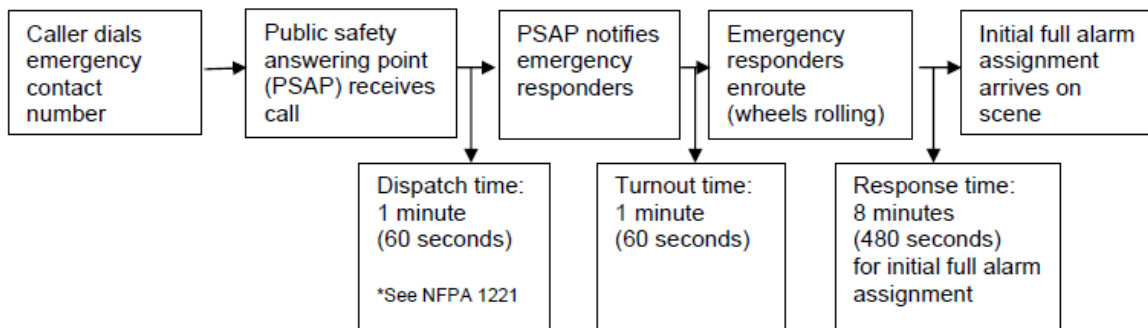 Caller dials
emergency
contact
number
Public safety
answering point
(PSAP) receives
call
PSAP notifies
emergency
responders
Emergency
responders
enroute
(wheels rolling)
Initial full alarm
assignment
arrives on
scene
Dispatch time:
1 minute
(60 seconds)
*See NFPA 1221
Turnout time:
1 minute
(60 seconds)
Response time:
8 minutes
(480 seconds)
for initial full alarm
assignment